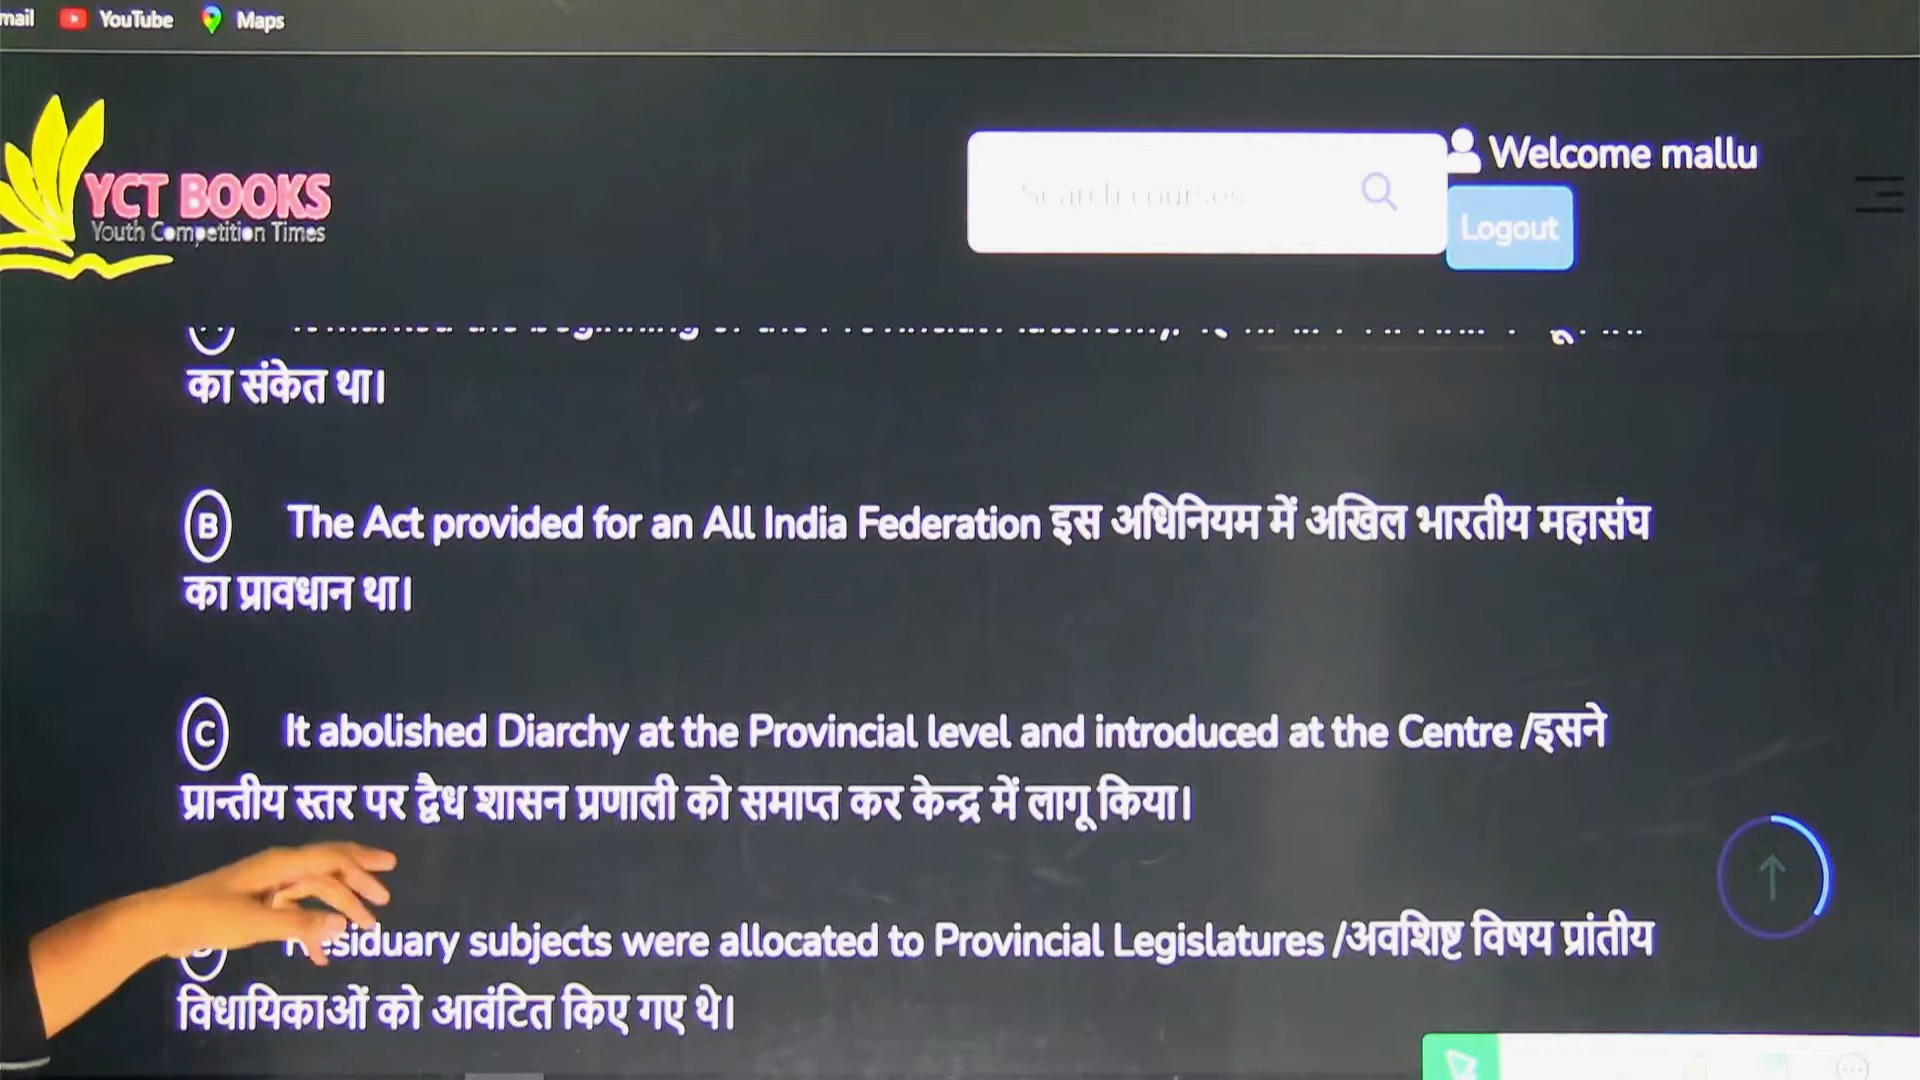 YouTube
Maps
YCT BOOKS
Youth Competition Times
Search courses
Welcome mallu
Logout
का संकेत था।
B The Act provided for an All India Federation इस अधिनियम में अखिल भारतीय महासंघ
का प्रावधान था।
C It abolished Diarchy at the Provincial level and introduced at the Centre /इसने
प्रान्तीय स्तर पर द्वैध शासन प्रणाली को समाप्त कर केन्द्र में लागू किया।
subjects were allocated to Provincial Legislatures /अवशिष्ट विषय प्रांतीय
विधायिकाओं को आवंटित किए गए थे।